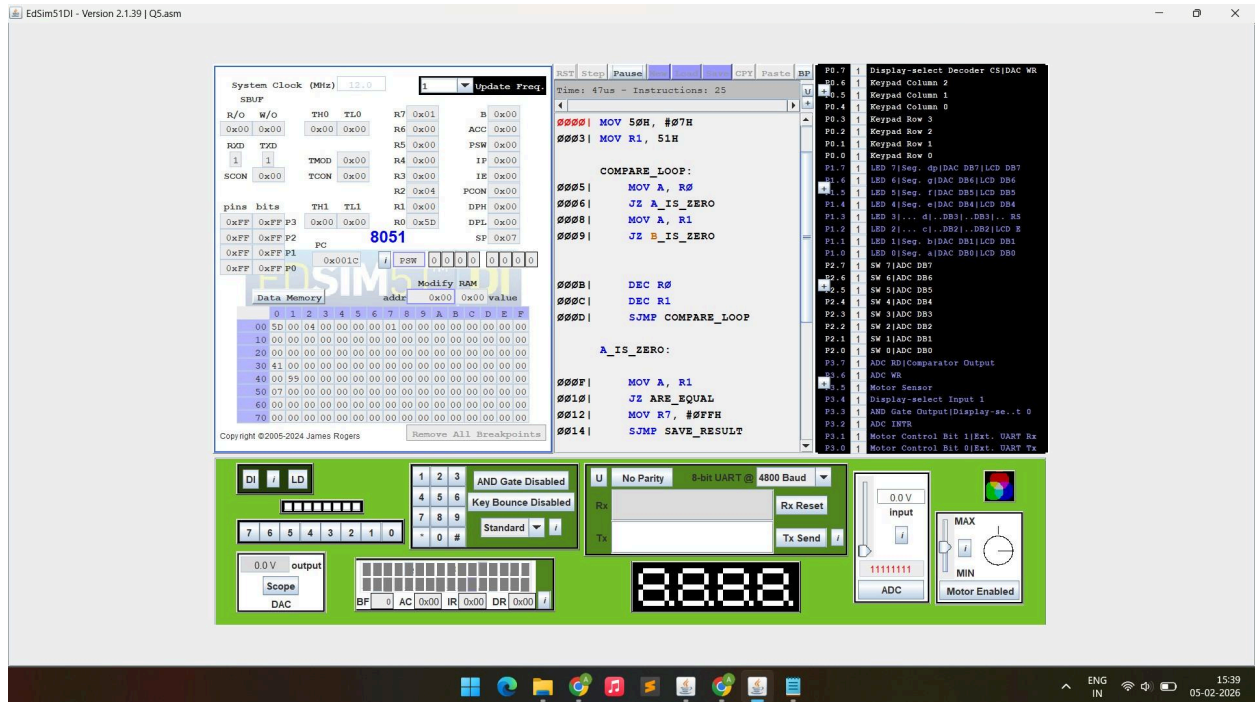 EdSim51DI - Version 2.1.39 | Q5.asm
System Clock (MHz) 12.0 1 Update Freq.
SBUF
R/O W/O TH0 TL0 R7 0x01 B 0x00
0x00 0x00 0x00 0x00 R6 0x00 ACC 0x00
RXD TXD R5 0x00 PSW 0x00
1 1 TMOD 0x00 R4 0x00 IP 0x00
SCON 0x00 TCON 0x00 R3 0x00 IE 0x00
R2 0x04 PCON 0x00
pins bits TH1 TL1 R1 0x00 DPH 0x00
0xFF 0xFF P3 0x00 0x00 R0 0x5D DPL 0x00
0xFF 0xFF P2 8051 SP 0x07
0xFF 0xFF P1 PC
0xFF 0xFF P0 0x001C i PSW 0 0 0 0 0 0 0 0
EDSIM51DI
Modify RAM
Data Memory addr 0x00 0x00 value
0 1 2 3 4 5 6 7 8 9 A B C D E F
00 5D 00 04 00 00 00 00 01 00 00 00 00 00 00 00 00
10 00 00 00 00 00 00 00 00 00 00 00 00 00 00 00 00
20 00 00 00 00 00 00 00 00 00 00 00 00 00 00 00 00
30 41 00 00 00 00 00 00 00 00 00 00 00 00 00 00 00
40 00 99 00 00 00 00 00 00 00 00 00 00 00 00 00 00
50 07 00 00 00 00 00 00 00 00 00 00 00 00 00 00 00
60 00 00 00 00 00 00 00 00 00 00 00 00 00 00 00 00
70 00 00 00 00 00 00 00 00 00 00 00 00 00 00 00 00
Copyright ©2005-2024 James Rogers Remove All Breakpoints
RST Step Pause CPY Paste BP
Time: 47us - Instructions: 25 U
0000| MOV 50H, #07H
0003| MOV R1, 51H
COMPARE_LOOP:
0005| MOV A, R0
0006| JZ A_IS_ZERO
0008| MOV A, R1
0009| JZ B_IS_ZERO
000B| DEC R0
000C| DEC R1
000D| SJMP COMPARE_LOOP
A_IS_ZERO:
000F| MOV A, R1
0010| JZ ARE_EQUAL
0012| MOV R7, #0FFH
0014| SJMP SAVE_RESULT
P0.7 1 Display-select Decoder CS|DAC WR
P0.6 1 Keypad Column 2
P0.5 1 Keypad Column 1
P0.4 1 Keypad Column 0
P0.3 1 Keypad Row 3
P0.2 1 Keypad Row 2
P0.1 1 Keypad Row 1
P0.0 1 Keypad Row 0
P1.7 1 LED 7|Seg. dp|DAC DB7|LCD DB7
P1.6 1 LED 6|Seg. g|DAC DB6|LCD DB6
P1.5 1 LED 5|Seg. f|DAC DB5|LCD DB5
P1.4 1 LED 4|Seg. e|DAC DB4|LCD DB4
P1.3 1 LED 3|... d|..DB3|..DB3|.. RS
P1.2 1 LED 2|... c|..DB2|..DB2|LCD E
P1.1 1 LED 1|Seg. b|DAC DB1|LCD DB1
P1.0 1 LED 0|Seg. a|DAC DB0|LCD DB0
P2.7 1 SW 7|ADC DB7
P2.6 1 SW 6|ADC DB6
P2.5 1 SW 5|ADC DB5
P2.4 1 SW 4|ADC DB4
P2.3 1 SW 3|ADC DB3
P2.2 1 SW 2|ADC DB2
P2.1 1 SW 1|ADC DB1
P2.0 1 SW 0|ADC DB0
P3.7 1 ADC RD|Comparator Output
P3.6 1 ADC WR
P3.5 1 Motor Sensor
P3.4 1 Display-select Input 1
P3.3 1 AND Gate Output|Display-se..t 0
P3.2 1 ADC INTR
P3.1 1 Motor Control Bit 1|Ext. UART Rx
P3.0 1 Motor Control Bit 0|Ext. UART Tx
DI i LD
7 6 5 4 3 2 1 0
0.0 V output
Scope
DAC
1 2 3 AND Gate Disabled
4 5 6 Key Bounce Disabled
7 8 9 Standard i
* 0 #
BF 0 AC 0x00 IR 0x00 DR 0x00 i
U No Parity 8-bit UART @ 4800 Baud
Rx Rx Reset
Tx Tx Send i
8.8.8.8.
0.0 V
input
i
11111111
ADC
MAX
i
MIN
Motor Enabled
ENG
IN
15:39
05-02-2026